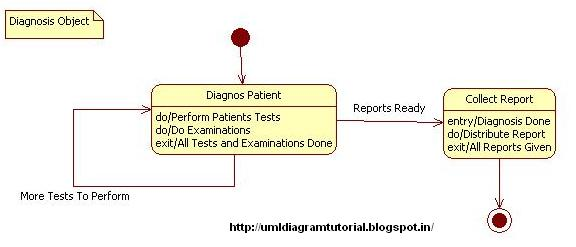 Diagnosis Object
Diagnos Patient
do/Perform Patients Tests
do/Do Examinations
exit/All Tests and Examinations Done
Reports Ready
Collect Report
entry/Diagnosis Done
do/Distribute Report
exit/All Reports Given
More Tests To Perform
http://umldiagramtutorial.blogspot.in/